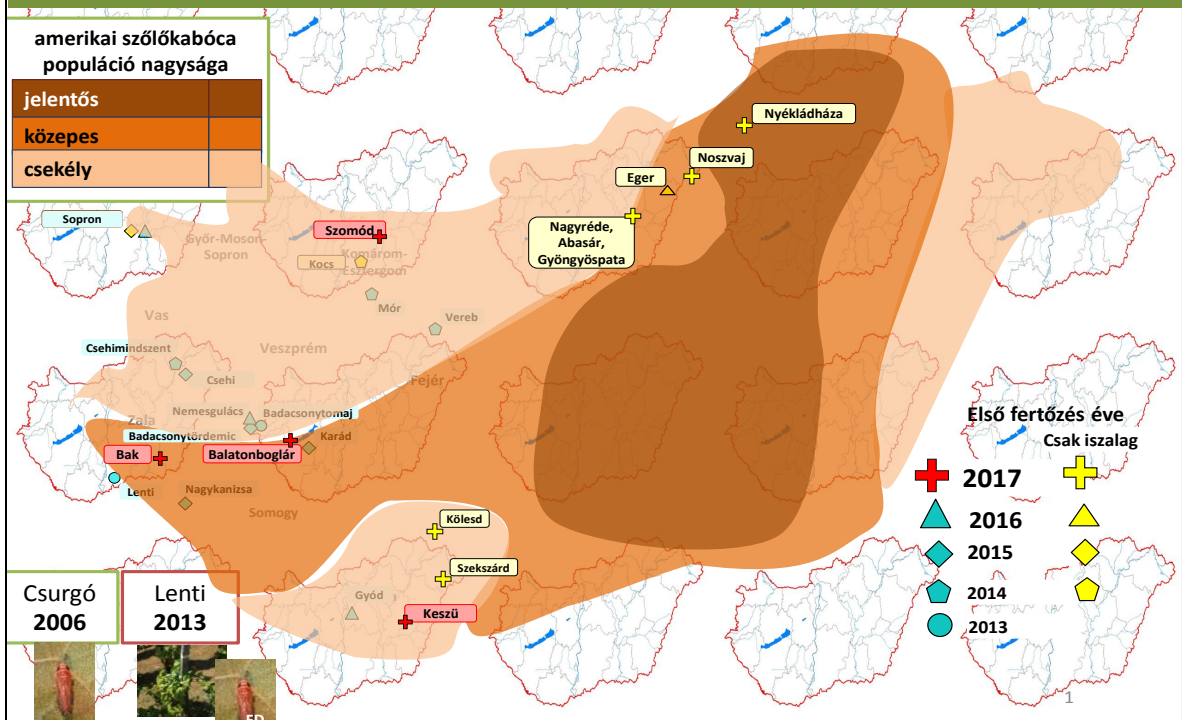 amerikai szőlőkabóca
populáció nagysága
jelentős
közepes
csekély
Nyékládháza
Noszvaj
Eger
Nagyréde,
Abasár,
Gyöngyöspata
Sopron
Győr-Moson-
Sopron
Szomód
Komárom-
Esztergom
Kocs
Mór
Vereb
Vas
Veszprém
Csehimindszent
Csehi
Fejér
Nemesgulács
Badacsonytomaj
Zala
Badacsonytördemic
Karád
Bak
Balatonboglár
Lenti
Nagykanizsa
Somogy
Kölesd
Szekszárd
Gyód
Keszü
Első fertőzés éve
Csak iszalag
2017
2016
2015
2014
2013
Csurgó
2006
Lenti
2013
FD
1